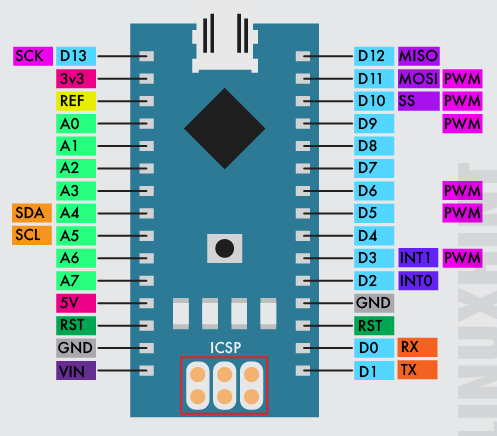 SCK D13 D12 MISO
3v3 D11 MOSI PWM
REF D10 SS PWM
A0 D9 PWM
A1 D8
A2 D7
A3 D6 PWM
SDA A4 D5 PWM
SCL A5 D4
A6 D3 INT1 PWM
A7 D2 INT0
5V GND
RST RST
GND ICSP D0 RX
VIN D1 TX
LINUXHINT